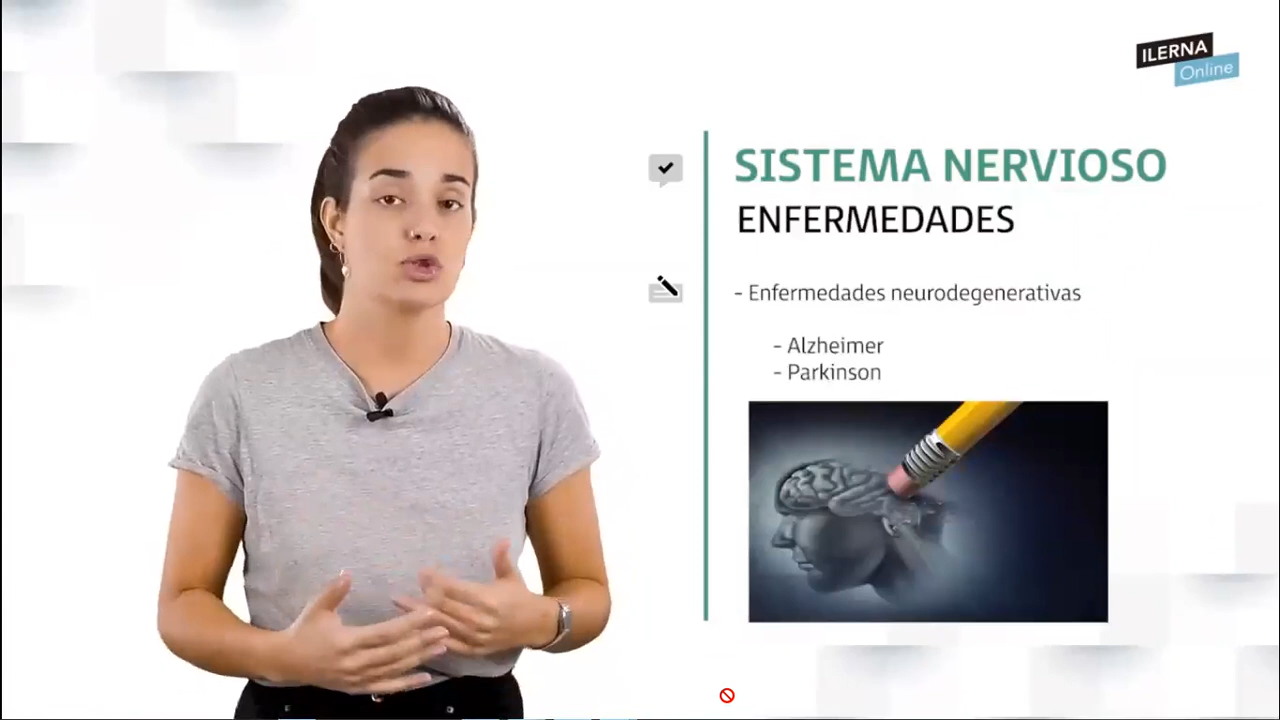 ILERNA
Online
SISTEMA NERVIOSO
ENFERMEDADES
- Enfermedades neurodegenerativas
- Alzheimer
- Parkinson